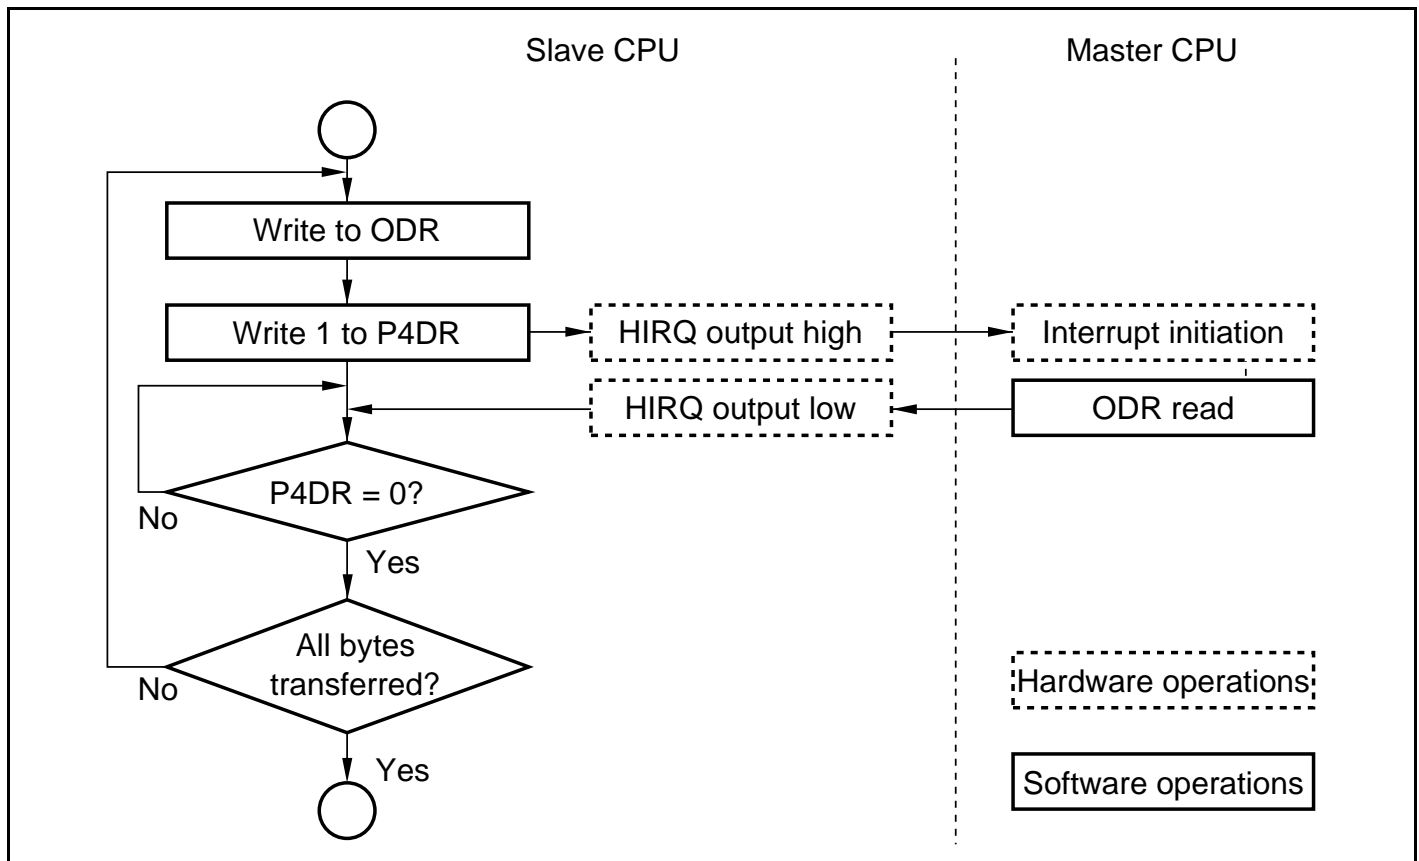 Slave CPU
Master CPU
Write to ODR
Write 1 to P4DR
HIRQ output high
Interrupt initiation
HIRQ output low
ODR read
P4DR = 0?
No
Yes
All bytes
transferred?
No
Yes
Hardware operations
Software operations